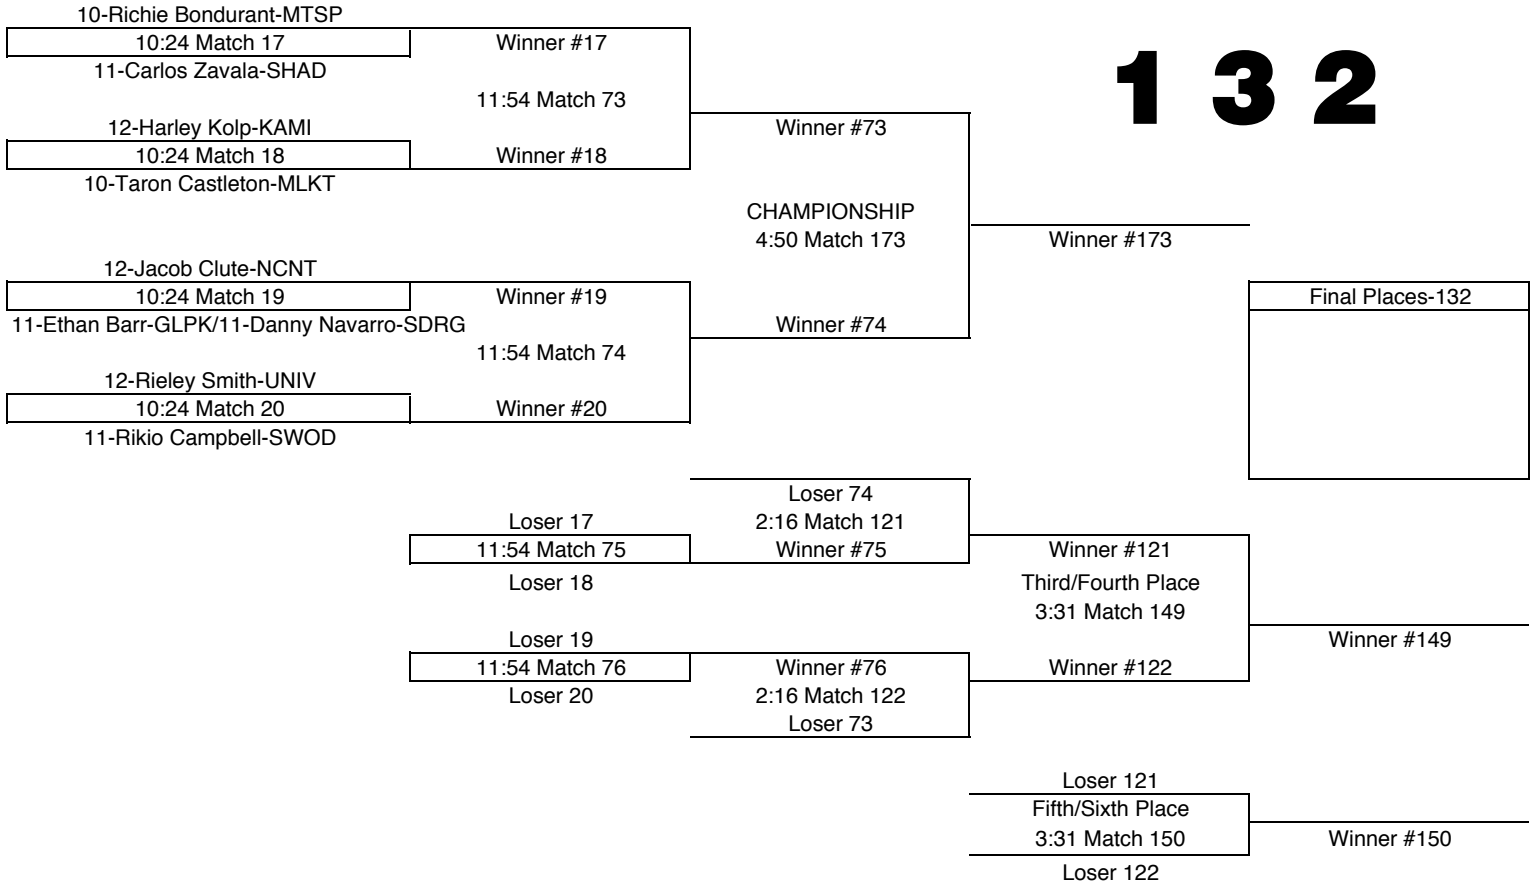 10-Richie Bondurant-MTSP
10:24 Match 17
Winner #17
11-Carlos Zavala-SHAD
1 3 2
11:54 Match 73
12-Harley Kolp-KAMI
Winner #73
10:24 Match 18
Winner #18
10-Taron Castleton-MLKT
CHAMPIONSHIP
4:50 Match 173
Winner #173
12-Jacob Clute-NCNT
10:24 Match 19
Winner #19
Final Places-132
11-Ethan Barr-GLPK/11-Danny Navarro-SDRG
Winner #74
11:54 Match 74
12-Rieley Smith-UNIV
10:24 Match 20
Winner #20
11-Rikio Campbell-SWOD
Loser 74
Loser 17
2:16 Match 121
11:54 Match 75
Winner #75
Winner #121
Loser 18
Third/Fourth Place
3:31 Match 149
Loser 19
Winner #149
11:54 Match 76
Winner #76
Winner #122
Loser 20
2:16 Match 122
Loser 73
Loser 121
Fifth/Sixth Place
3:31 Match 150
Winner #150
Loser 122